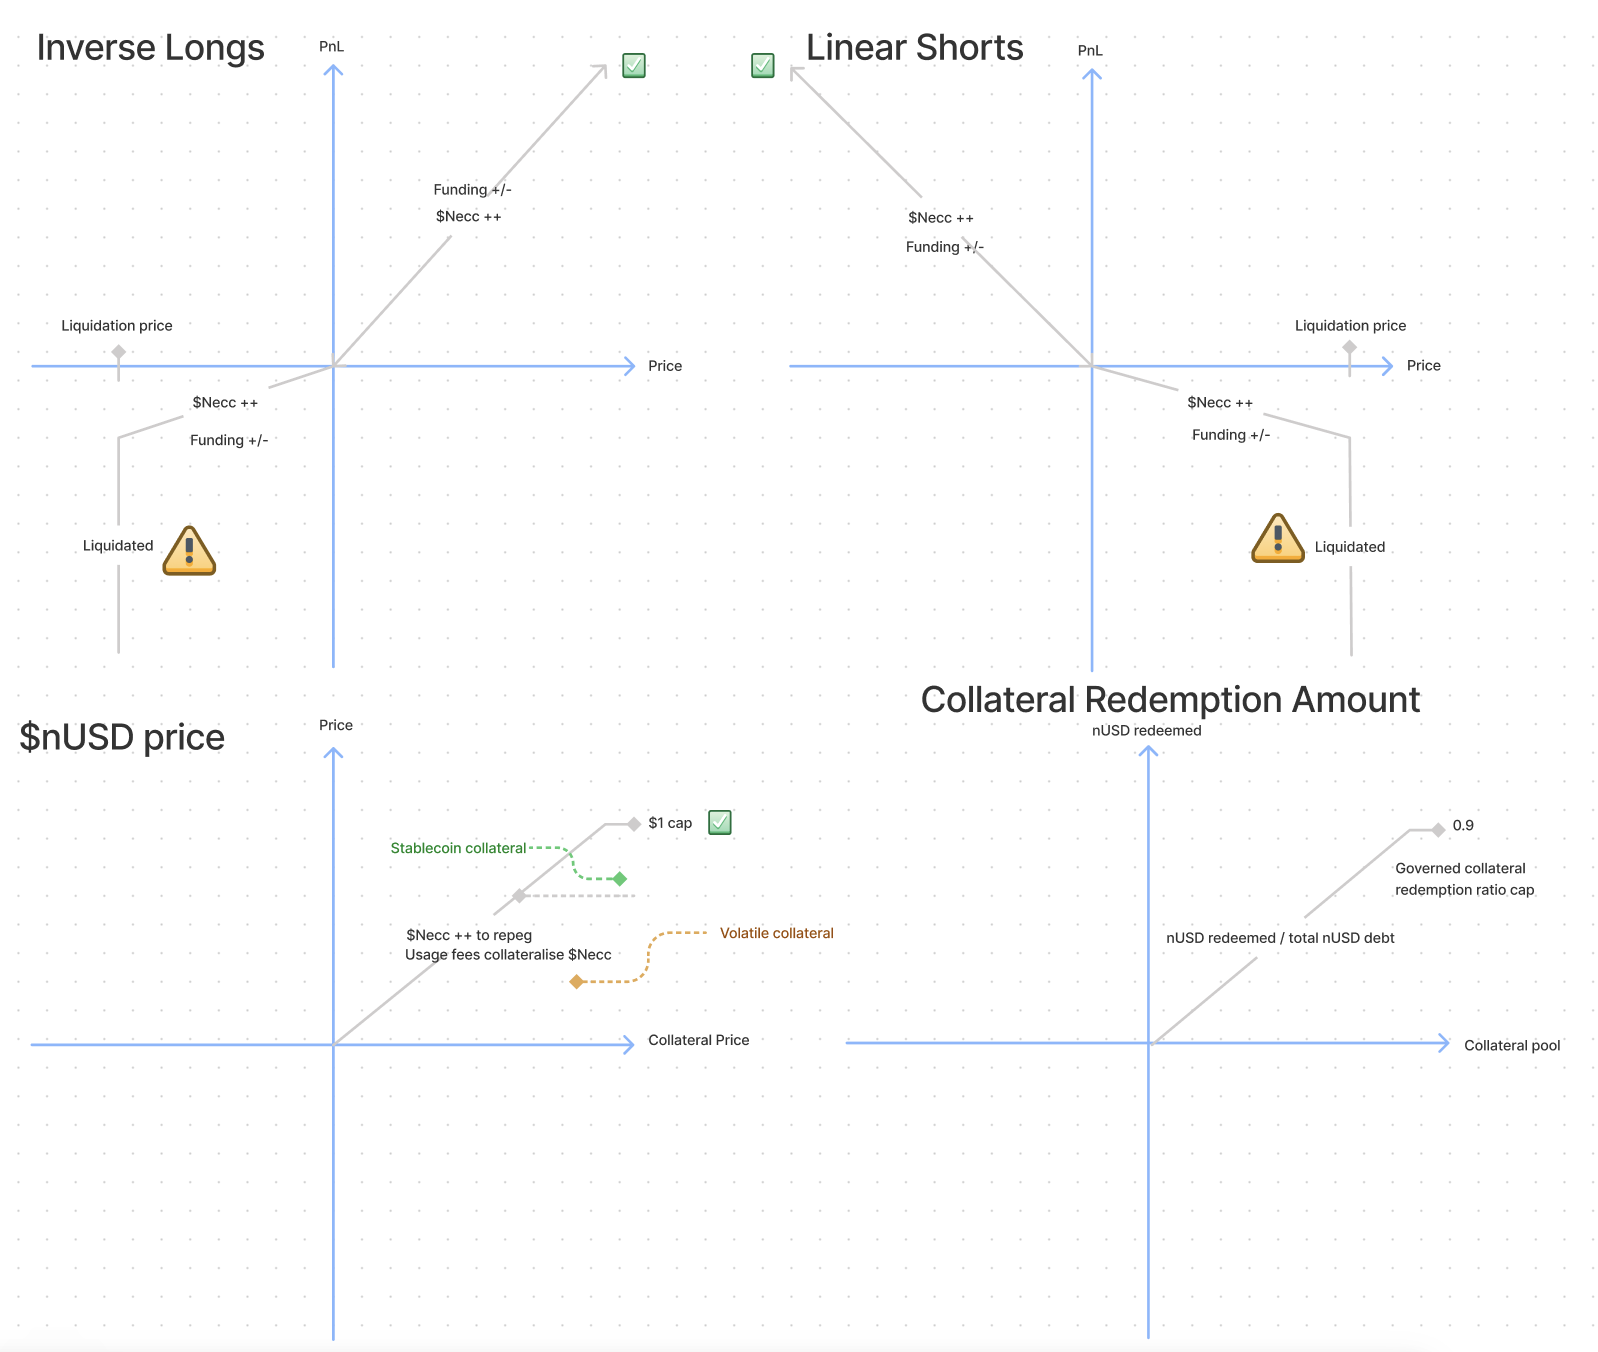 Inverse Longs
PnL
Funding +/-
$Necc ++
Liquidation price
Price
$Necc ++
Funding +/-
Liquidated
Linear Shorts
PnL
$Necc ++
Funding +/-
Liquidation price
Price
$Necc ++
Funding +/-
Liquidated
$nUSD price
Price
$1 cap
Stablecoin collateral
$Necc ++ to repeg
Usage fees collateralise $Necc
Volatile collateral
Collateral Price
Collateral Redemption Amount
nUSD redeemed
0.9
Governed collateral
redemption ratio cap
nUSD redeemed / total nUSD debt
Collateral pool